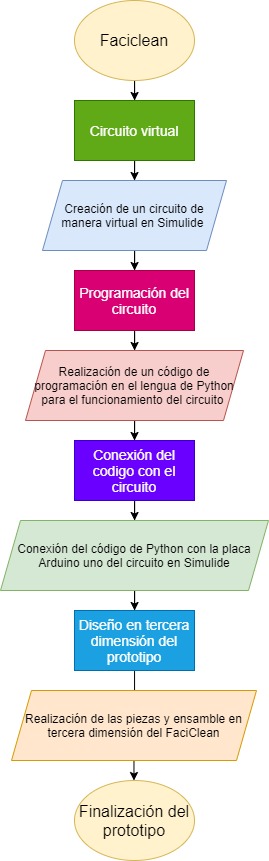 Faciclean
Circuito virtual
Creación de un circuito de
manera virtual en Simulide
Programación del
circuito
Realización de un código de
programación en el lengua de Python
para el funcionamiento del circuito
Conexión del
codigo con el
circuito
Conexión del código de Python con la placa
Arduino uno del circuito en Simulide
Diseño en tercera
dimensión del
prototipo
Realización de las piezas y ensamble en
tercera dimensión del FaciClean
Finalización del
prototipo